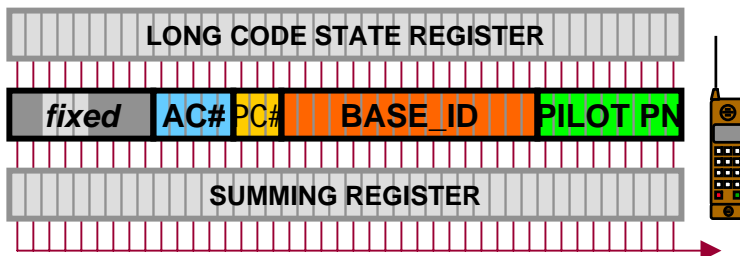 LONG CODE STATE REGISTER
fixed AC# PC# BASE_ID PILOT PN
SUMMING REGISTER